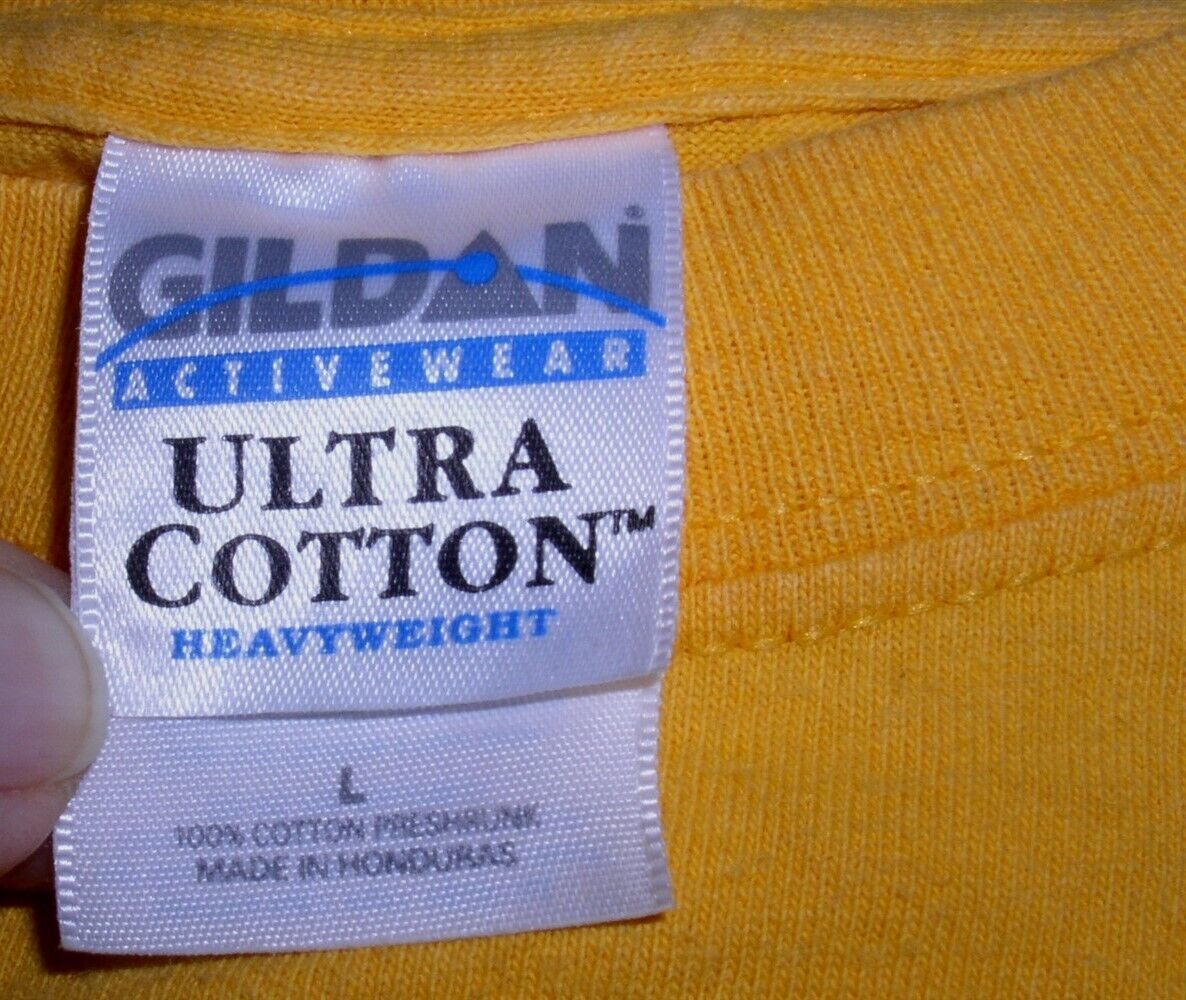 GILDAN®
ACTIVEWEAR
ULTRA
COTTON™
HEAVYWEIGHT
L
100% COTTON PRESHRUNK
MADE IN HONDURAS